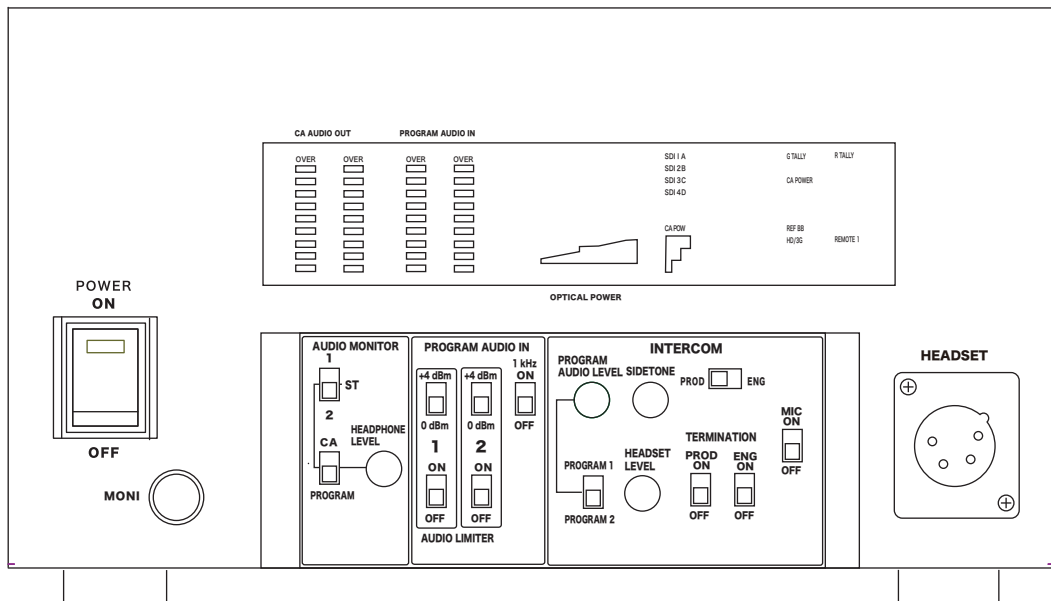 CA AUDIO OUT
PROGRAM AUDIO IN
OVER OVER OVER OVER
SDI 1 A
SDI 2B
SDI 3C
SDI 4D
G TALLY R TALLY
CA POWER
CA POW
REF BB
HD/3G REMOTE 1
OPTICAL POWER
POWER
ON
OFF
MONI
AUDIO MONITOR
1
ST
2
CA
PROGRAM
HEADPHONE
LEVEL
PROGRAM AUDIO IN
+4 dBm
0 dBm
1
ON
OFF
+4 dBm
0 dBm
2
ON
OFF
AUDIO LIMITER
1 kHz
ON
OFF
INTERCOM
PROGRAM
AUDIO LEVEL
SIDETONE
PROD ENG
PROGRAM 1
PROGRAM 2
HEADSET
LEVEL
TERMINATION
PROD
ON
OFF
ENG
ON
OFF
MIC
ON
OFF
HEADSET